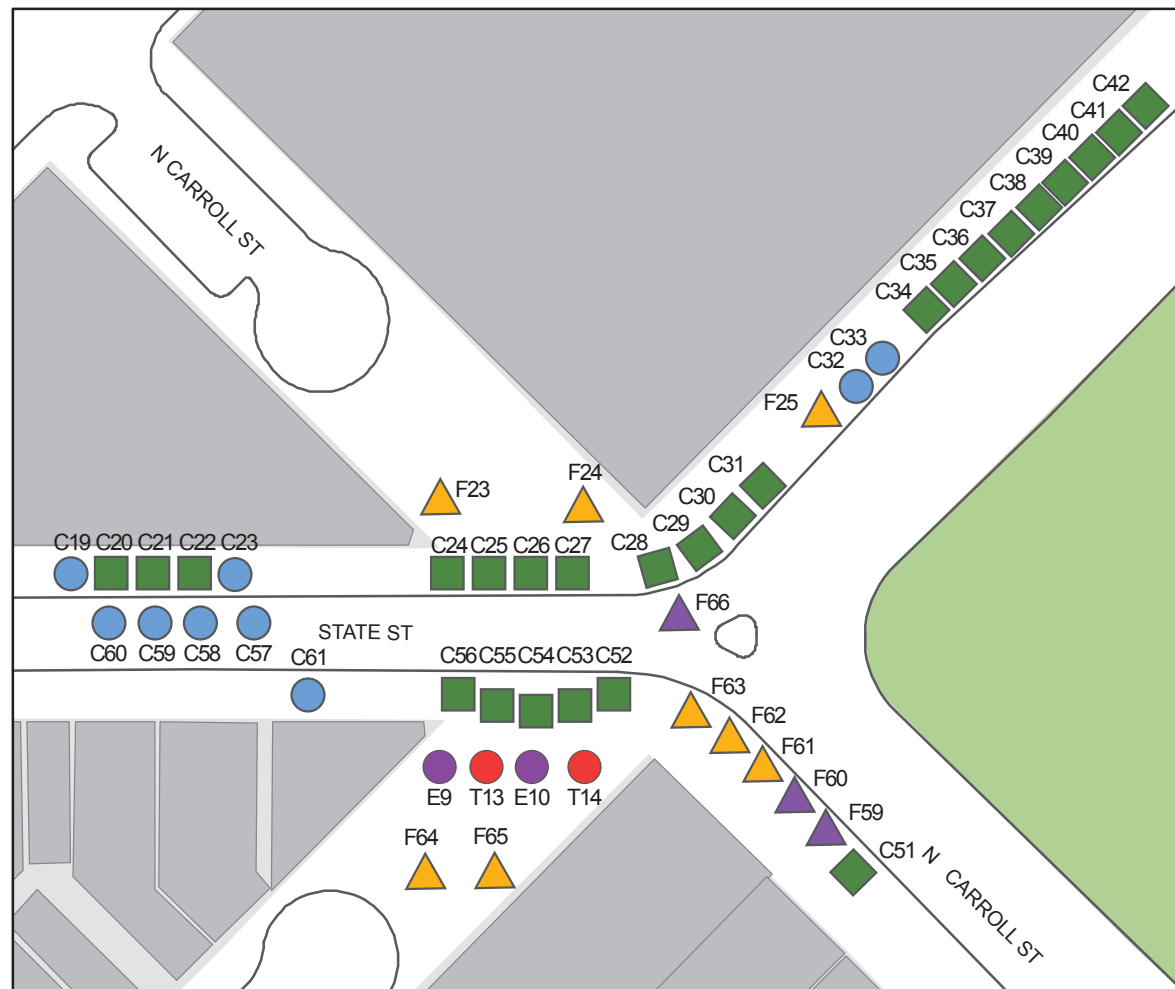 C42
C41
C40
C39
C38
C37
C36
C35
C34
N CARROLL ST
C33
C32
F25
C31
C30
C29
C28
F23
F24
C19 C20 C21 C22 C23
C24 C25 C26 C27
F66
STATE ST
C60 C59 C58 C57
C61
C56 C55 C54 C53 C52
F63
F62
F61
F60
F59
C51
E9 T13 E10 T14
F64 F65
N CARROLL ST